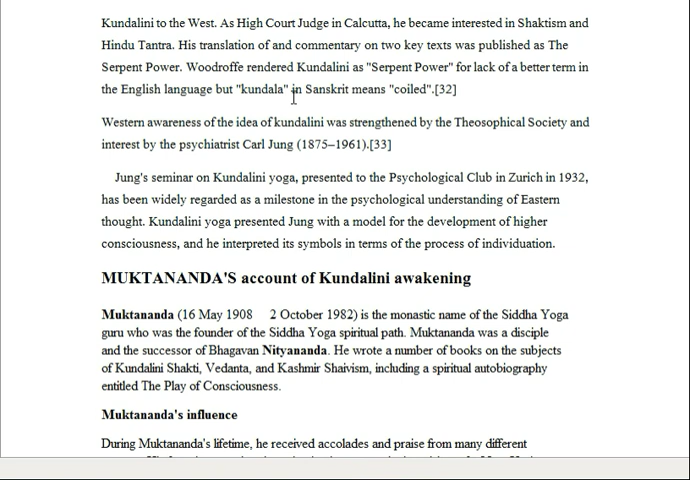 Kundalini to the West. As High Court Judge in Calcutta, he became interested in Shaktism and
Hindu Tantra. His translation of and commentary on two key texts was published as The
Serpent Power. Woodroffe rendered Kundalini as "Serpent Power" for lack of a better term in
the English language but "kundala" in Sanskrit means "coiled".[32]
Western awareness of the idea of kundalini was strengthened by the Theosophical Society and
interest by the psychiatrist Carl Jung (1875–1961).[33]
Jung's seminar on Kundalini yoga, presented to the Psychological Club in Zurich in 1932,
has been widely regarded as a milestone in the psychological understanding of Eastern
thought. Kundalini yoga presented Jung with a model for the development of higher
consciousness, and he interpreted its symbols in terms of the process of individuation.
MUKTANANDA'S account of Kundalini awakening
Muktananda (16 May 1908 2 October 1982) is the monastic name of the Siddha Yoga
guru who was the founder of the Siddha Yoga spiritual path. Muktananda was a disciple
and the successor of Bhagavan Nityananda. He wrote a number of books on the subjects
of Kundalini Shakti, Vedanta, and Kashmir Shaivism, including a spiritual autobiography
entitled The Play of Consciousness.
Muktananda's influence
During Muktananda's lifetime, he received accolades and praise from many different